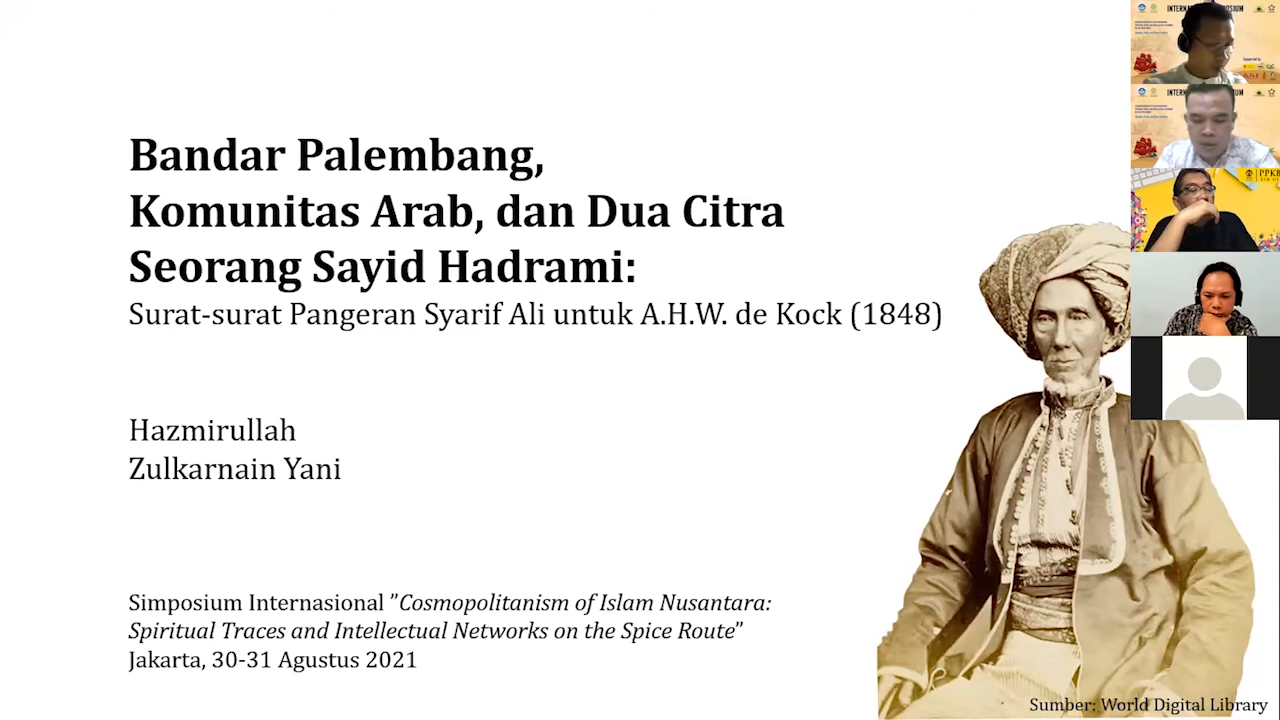 Bandar Palembang,
Komunitas Arab, dan Dua Citra
Seorang Sayid Hadrami:
Surat-surat Pangeran Syarif Ali untuk A.H.W. de Kock (1848)
Hazmirullah
Zulkarnain Yani
Simposium Internasional ”Cosmopolitanism of Islam Nusantara:
Spiritual Traces and Intellectual Networks on the Spice Route”
Jakarta, 30-31 Agustus 2021
Sumber: World Digital Library
PPKB